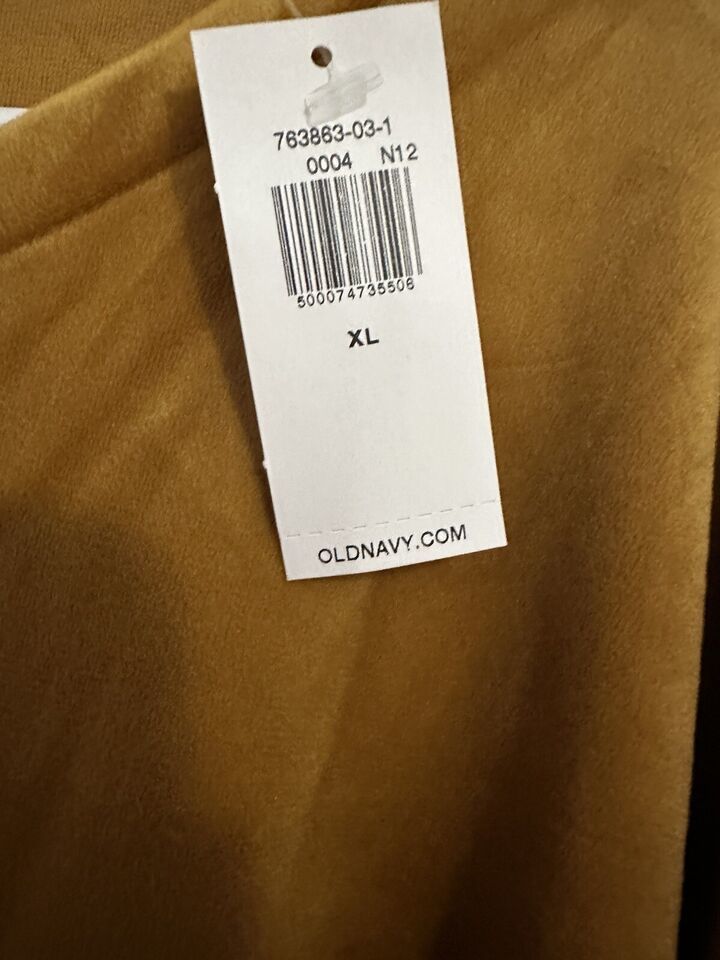 763863-03-1
0004 N12
500074735506
XL
OLDNAVY.COM